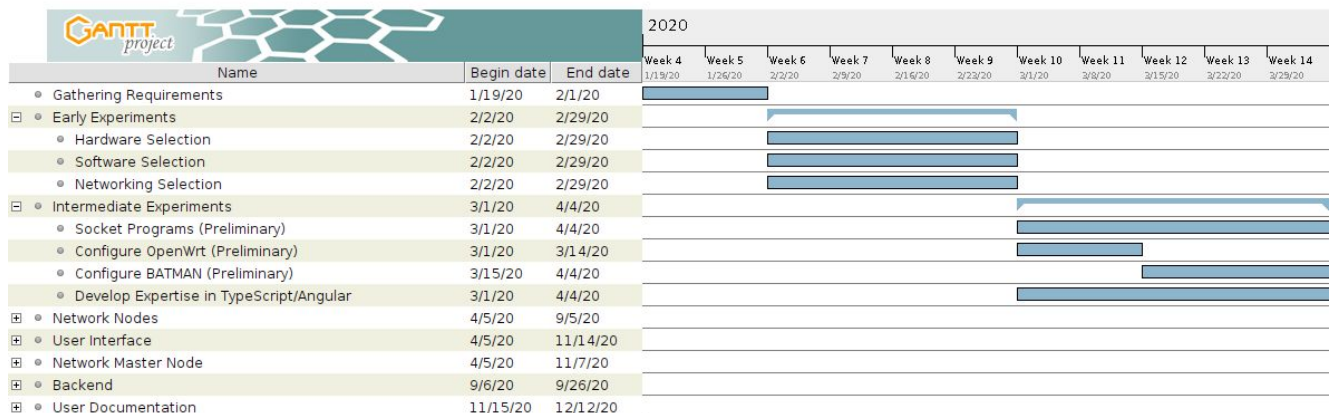 GANTT
project
2020
Week 4 Week 5 Week 6 Week 7 Week 8 Week 9 Week 10 Week 11 Week 12 Week 13 Week 14
1/19/20 1/26/20 2/2/20 2/9/20 2/16/20 2/23/20 3/1/20 3/8/20 3/15/20 3/22/20 3/29/20
Name Begin date End date
Gathering Requirements 1/19/20 2/1/20
Early Experiments 2/2/20 2/29/20
Hardware Selection 2/2/20 2/29/20
Software Selection 2/2/20 2/29/20
Networking Selection 2/2/20 2/29/20
Intermediate Experiments 3/1/20 4/4/20
Socket Programs (Preliminary) 3/1/20 4/4/20
Configure OpenWrt (Preliminary) 3/1/20 3/14/20
Configure BATMAN (Preliminary) 3/15/20 4/4/20
Develop Expertise in TypeScript/Angular 3/1/20 4/4/20
Network Nodes 4/5/20 9/5/20
User Interface 4/5/20 11/14/20
Network Master Node 4/5/20 11/7/20
Backend 9/6/20 9/26/20
User Documentation 11/15/20 12/12/20